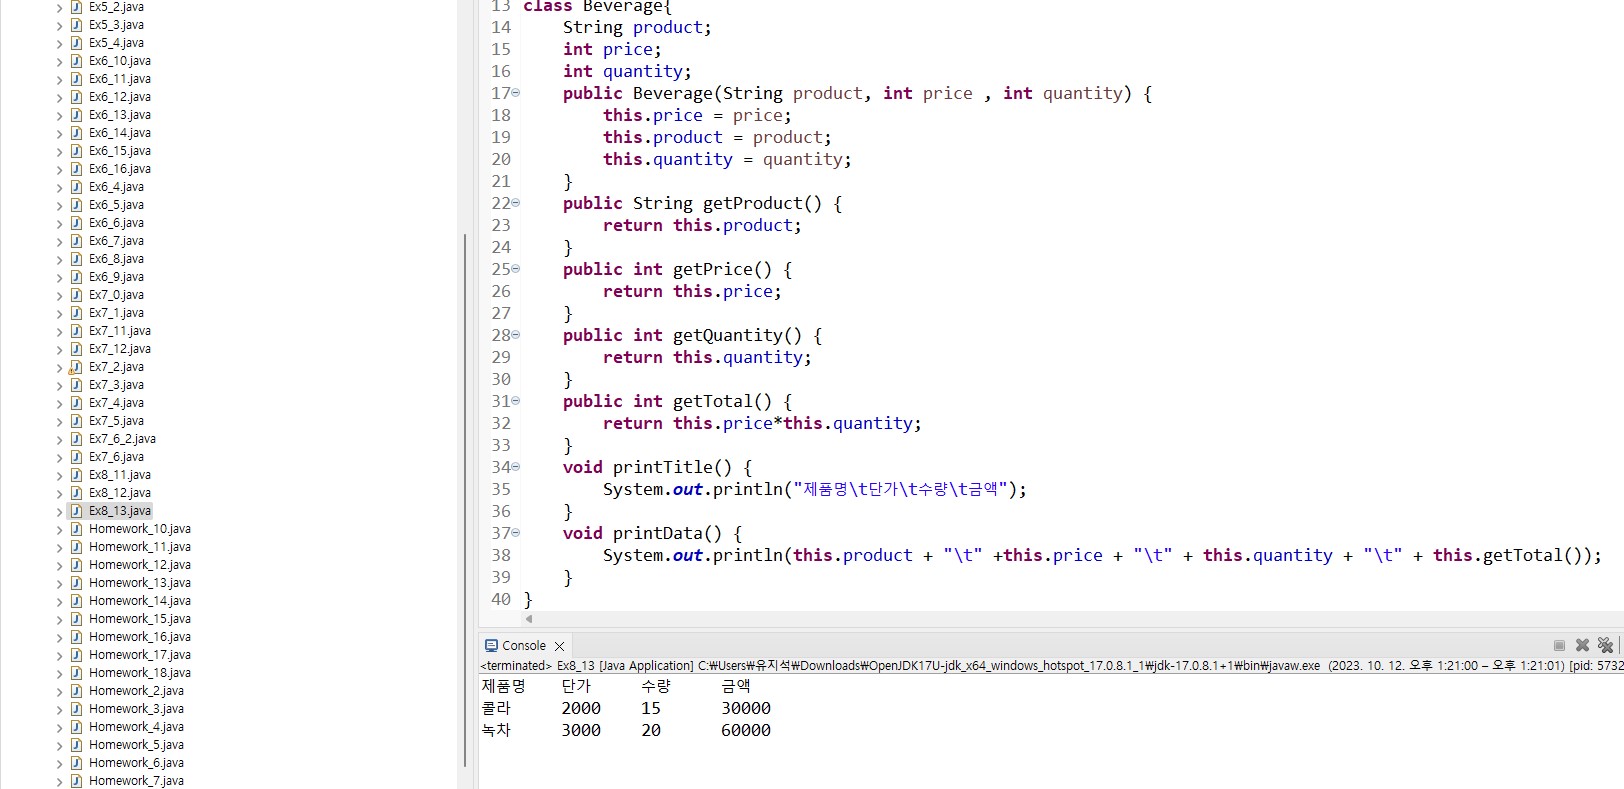 Ex5_2.java
Ex5_3.java
Ex5_4.java
Ex6_10.java
Ex6_11.java
Ex6_12.java
Ex6_13.java
Ex6_14.java
Ex6_15.java
Ex6_16.java
Ex6_4.java
Ex6_5.java
Ex6_6.java
Ex6_7.java
Ex6_8.java
Ex6_9.java
Ex7_0.java
Ex7_1.java
Ex7_11.java
Ex7_12.java
Ex7_2.java
Ex7_3.java
Ex7_4.java
Ex7_5.java
Ex7_6_2.java
Ex7_6.java
Ex8_11.java
Ex8_12.java
Ex8_13.java
Homework_10.java
Homework_11.java
Homework_12.java
Homework_13.java
Homework_14.java
Homework_15.java
Homework_16.java
Homework_17.java
Homework_18.java
Homework_2.java
Homework_3.java
Homework_4.java
Homework_5.java
Homework_6.java
Homework_7.java
13 class Beverage{
14 String product;
15 int price;
16 int quantity;
17 public Beverage(String product, int price , int quantity) {
18 this.price = price;
19 this.product = product;
20 this.quantity = quantity;
21 }
22 public String getProduct() {
23 return this.product;
24 }
25 public int getPrice() {
26 return this.price;
27 }
28 public int getQuantity() {
29 return this.quantity;
30 }
31 public int getTotal() {
32 return this.price*this.quantity;
33 }
34 void printTitle() {
35 System.out.println("제품명\t단가\t수량\t금액");
36 }
37 void printData() {
38 System.out.println(this.product + "\t" +this.price + "\t" + this.quantity + "\t" + this.getTotal());
39 }
40 }
Console
<terminated> Ex8_13 [Java Application] C:₩Users₩유지석₩Downloads₩OpenJDK17U-jdk_x64_windows_hotspot_17.0.8.1_1₩jdk-17.0.8.1+1₩bin₩javaw.exe (2023. 10. 12. 오후 1:21:00 – 오후 1:21:01) [pid: 5732
제품명 단가 수량 금액
콜라 2000 15 30000
녹차 3000 20 60000